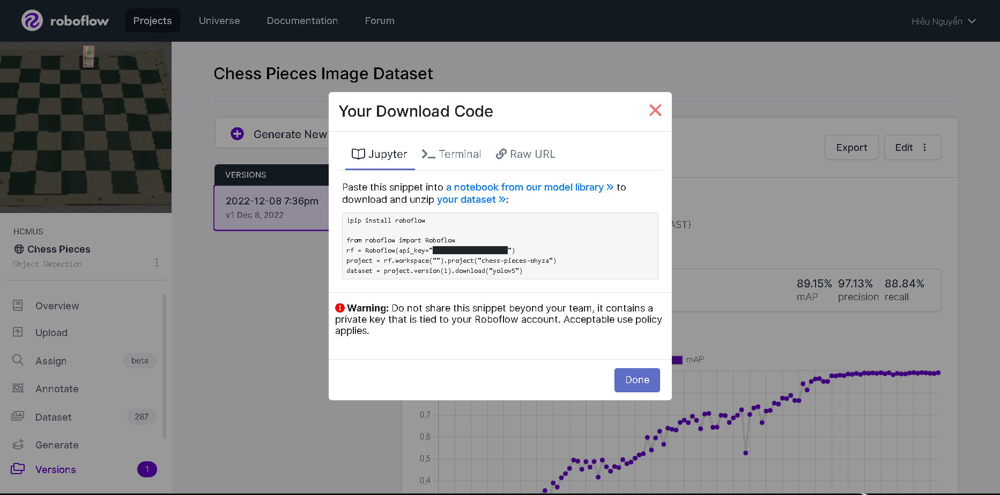 roboflow
Projects
Universe
Documentation
Forum
Hiếu Nguyễn
Chess Pieces Image Dataset
Generate New
Export
Edit
VERSIONS
2022-12-08 7:36pm
v1 Dec 8, 2022
HCMUS
Chess Pieces
Object Detection
Overview
Upload
Assign
beta
Annotate
Dataset
287
Generate
Versions
1
Your Download Code
Jupyter
Terminal
Raw URL
Paste this snippet into a notebook from our model library » to
download and unzip your dataset »:
!pip install roboflow
from roboflow import Roboflow
rf = Roboflow(api_key="")
project = rf.workspace("").project("chess-pieces-ohyza")
dataset = project.version(1).download("yolov5")
Warning: Do not share this snippet beyond your team, it contains a
private key that is tied to your Roboflow account. Acceptable use policy
applies.
Done
AST)
89.15% 97.13% 88.84%
mAP precision recall
mAP
0,7
0,6
0,5
0,4